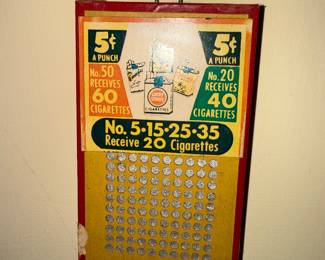 5¢
A PUNCH
5¢
A PUNCH
No. 50
RECEIVES
60
CIGARETTES
No. 20
RECEIVES
40
CIGARETTES
CIGARETTES
No. 5-15-25-35
Receive 20 Cigarettes